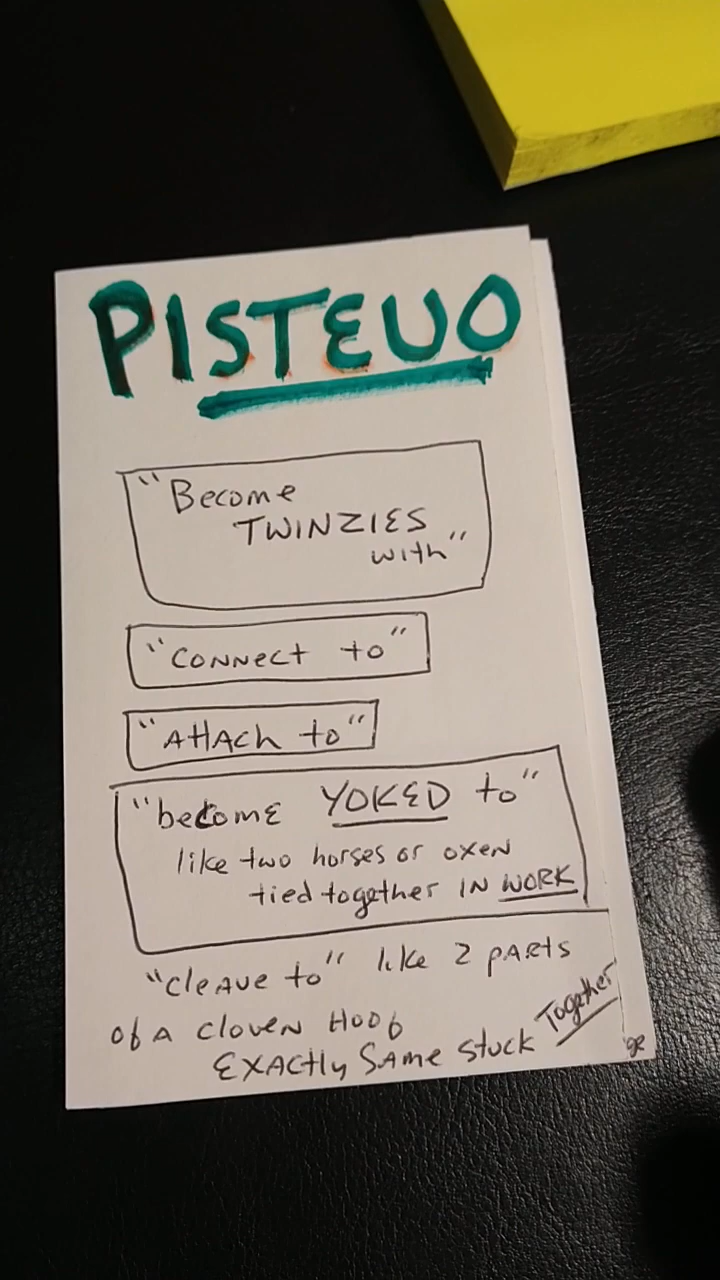 PISTEUO
"Become
TWINZIES
with"
"CONNECT to"
"AttAch to"
"become YOKED to"
like two horses or oxen
tied together IN WORK
"cleAve to" like 2 pARts
of A cloven Hoof
EXActly SAme stuck Together